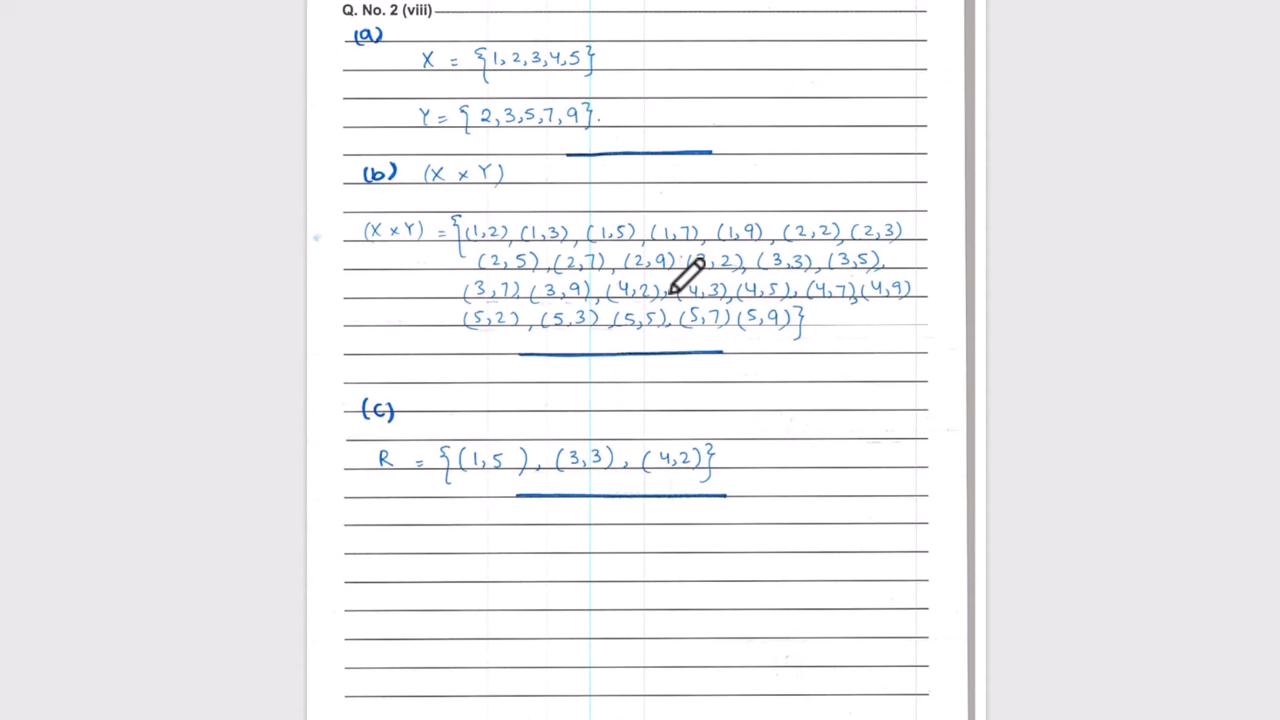 Q. No. 2 (viii)
(a)
X = {1, 2, 3, 4, 5}
Y = { 2, 3, 5, 7, 9}.
(b) (X × Y)
(X × Y) = {(1,2), (1,3), (1,5), (1,7), (1,9), (2,2), (2,3)
(2,5), (2,7), (2,9), (3,2), (3,3), (3,5),
(3,7), (3,9), (4,2), (4,3), (4,5), (4,7), (4,9)
(5,2), (5,3), (5,5), (5,7) (5,9)}
(c)
R = {(1,5), (3,3), (4,2)}